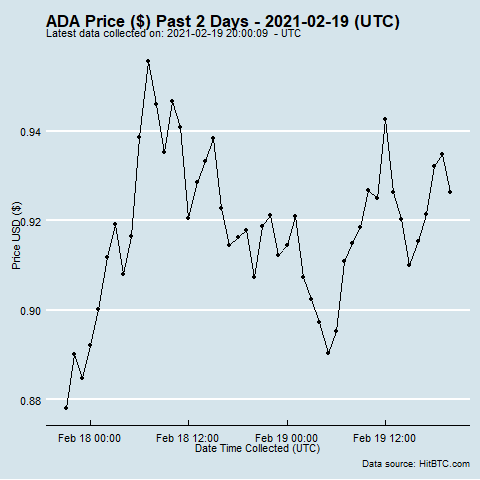 ADA Price ($) Past 2 Days - 2021-02-19 (UTC)
Latest data collected on: 2021-02-19 20:00:09 - UTC
0.94
0.92
0.90
0.88
Price USD ($)
Feb 18 00:00 Feb 18 12:00 Feb 19 00:00 Feb 19 12:00
Date Time Collected (UTC)
Data source: HitBTC.com